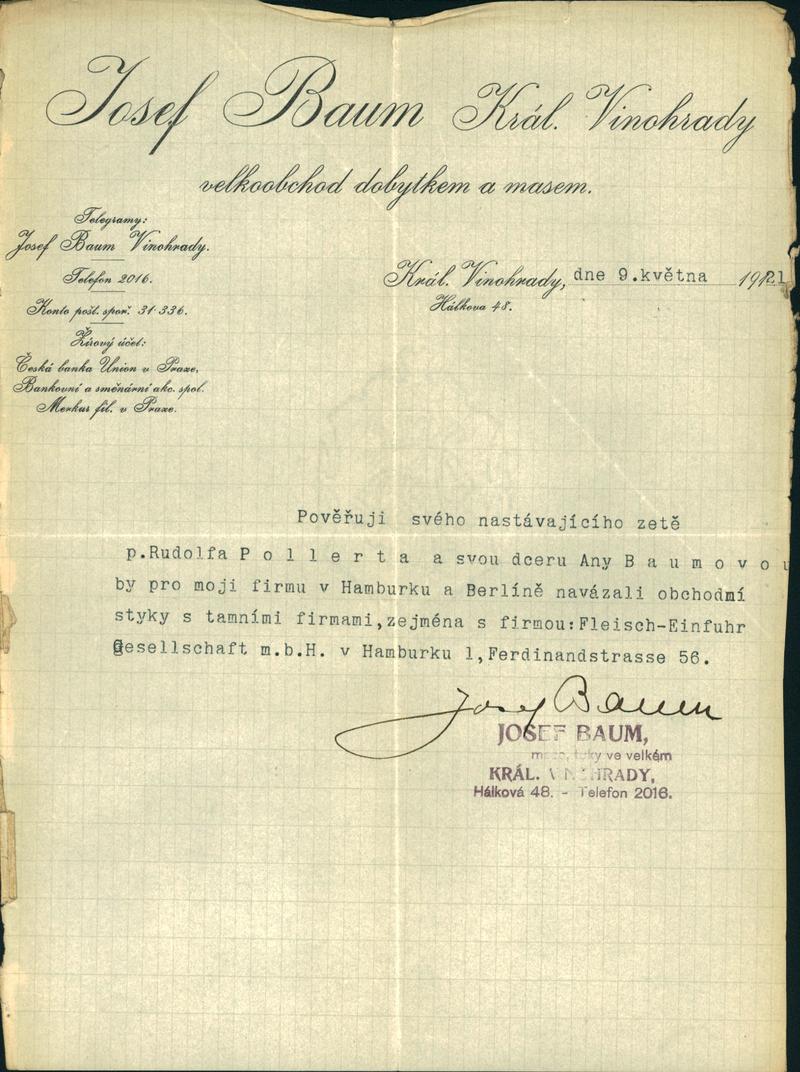 Josef Baum Král. Vinohrady
velkoobchod dobytkem a masem.
Telegramy:
Josef Baum Vinohrady.
Telefon 2016.
Konto pošt. spoř. 31·336.
Žirový účet:
Česká banka Union v Praze,
Bankovní a směnární akc. spol.
Merkur fil. v Praze.
Král. Vinohrady, dne 9.května 1921
Hálkova 48.
Pověřuji svého nastávajícího zetě
p.Rudolfa P o l l e r t a a svou dceru Any B a u m o v o u
by pro moji firmu v Hamburku a Berlíně navázali obchodní
styky s tamními firmami,zejména s firmou:Fleisch-Einfuhr
Gesellschaft m.b.H. v Hamburku 1,Ferdinandstrasse 56.
Josef Baum
JOSEF BAUM,
ve velkém
KRÁL. VINOHRADY,
Hálková 48. - Telefon 2016.